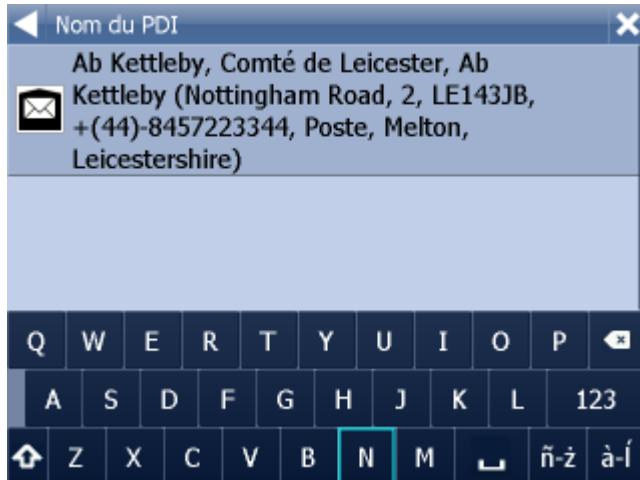 Nom du PDI
Ab Kettleby, Comté de Leicester, Ab
Kettleby (Nottingham Road, 2, LE143JB,
+(44)-8457223344, Poste, Melton,
Leicestershire)
Q W E R T Y U I O P
A S D F G H J K L 123
Z X C V B N M ñ-ż à-Í